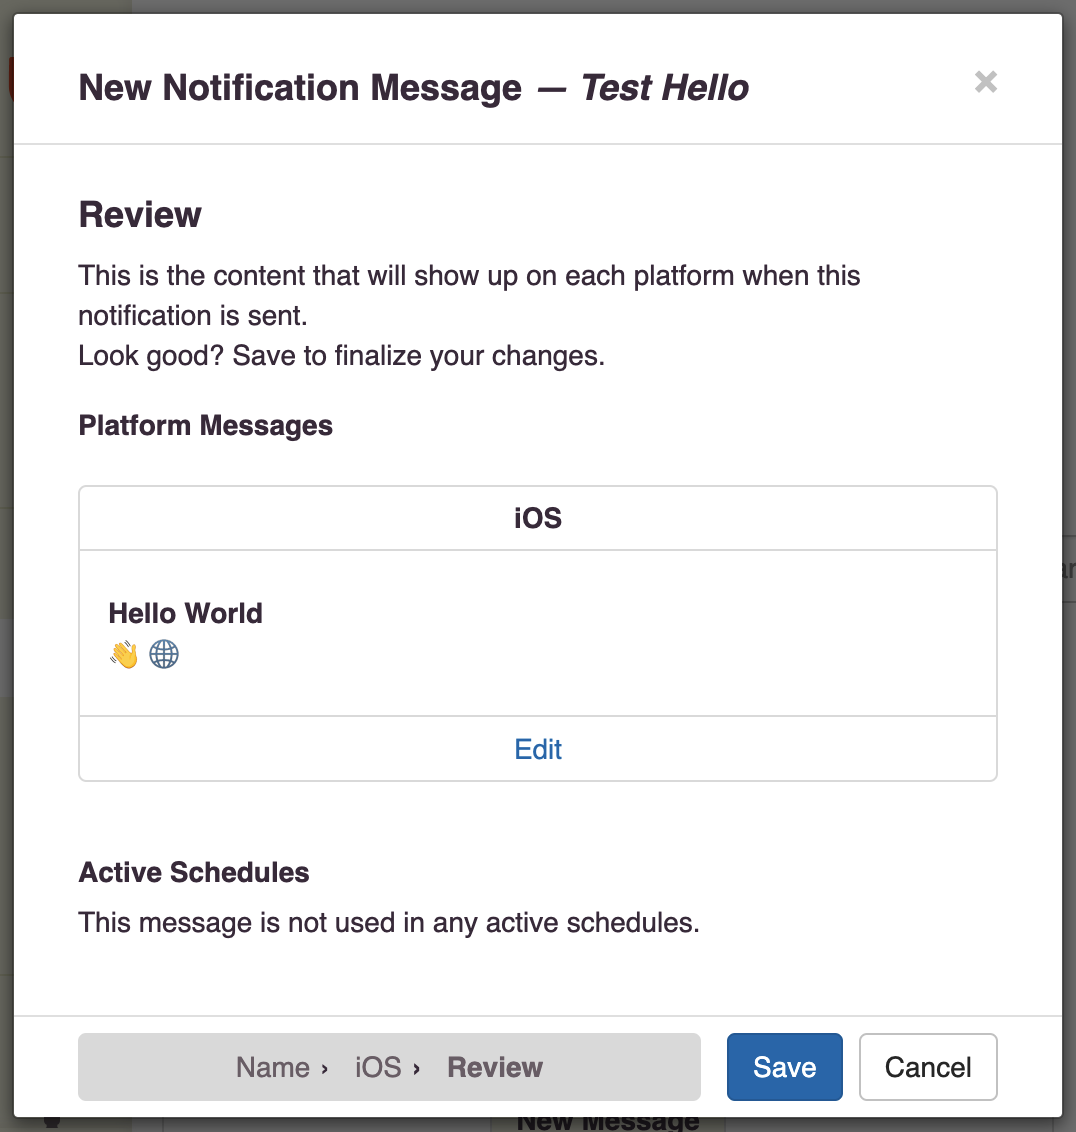 New Notification Message — Test Hello
×
Review
This is the content that will show up on each platform when this
notification is sent.
Look good? Save to finalize your changes.
Platform Messages
iOS
Hello World
👋 🌐
Edit
Active Schedules
This message is not used in any active schedules.
Name › iOS › Review
Save
Cancel
New Message